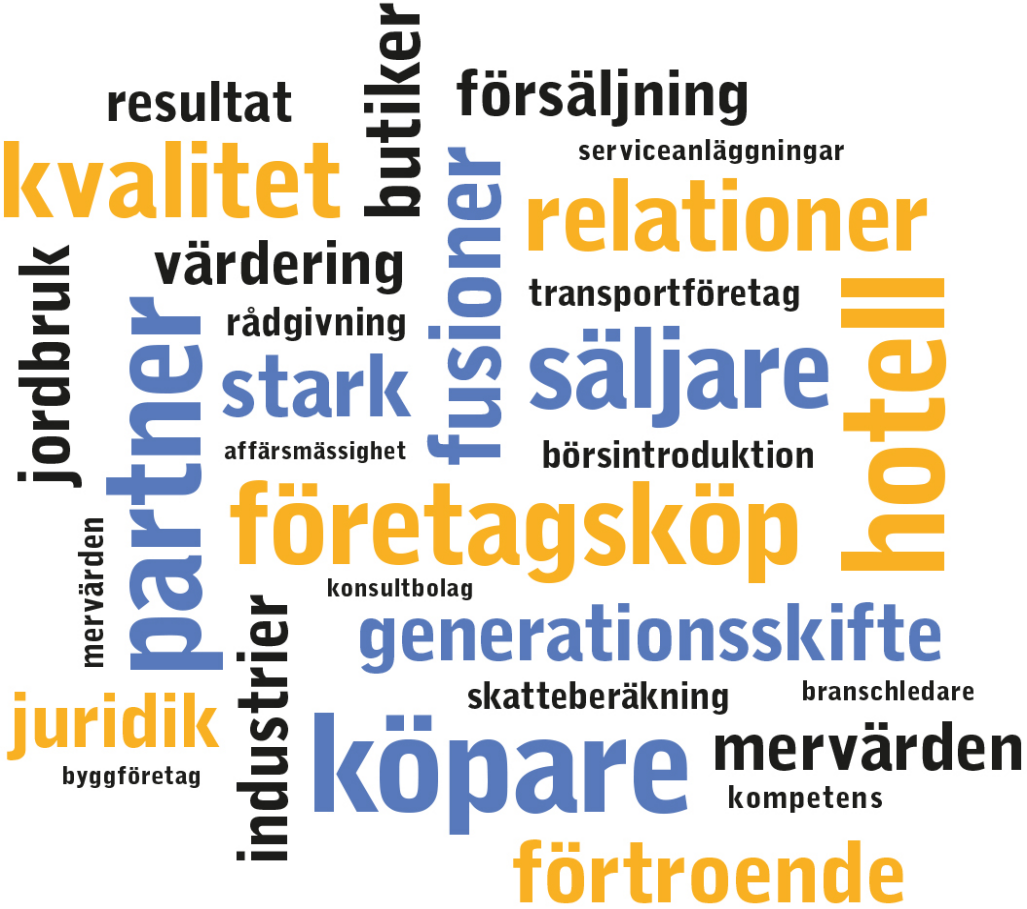 butiker
resultat
försäljning
kvalitet
serviceanläggningar
fusioner
relationer
jordbruk
värdering
transportföretag
hotell
partner
rådgivning
stark
säljare
affärsmässighet
börsintroduktion
företagsköp
mervärden
konsultbolag
industrier
generationsskifte
skatteberäkning
branschledare
juridik
köpare
mervärden
byggföretag
kompetens
förtroende